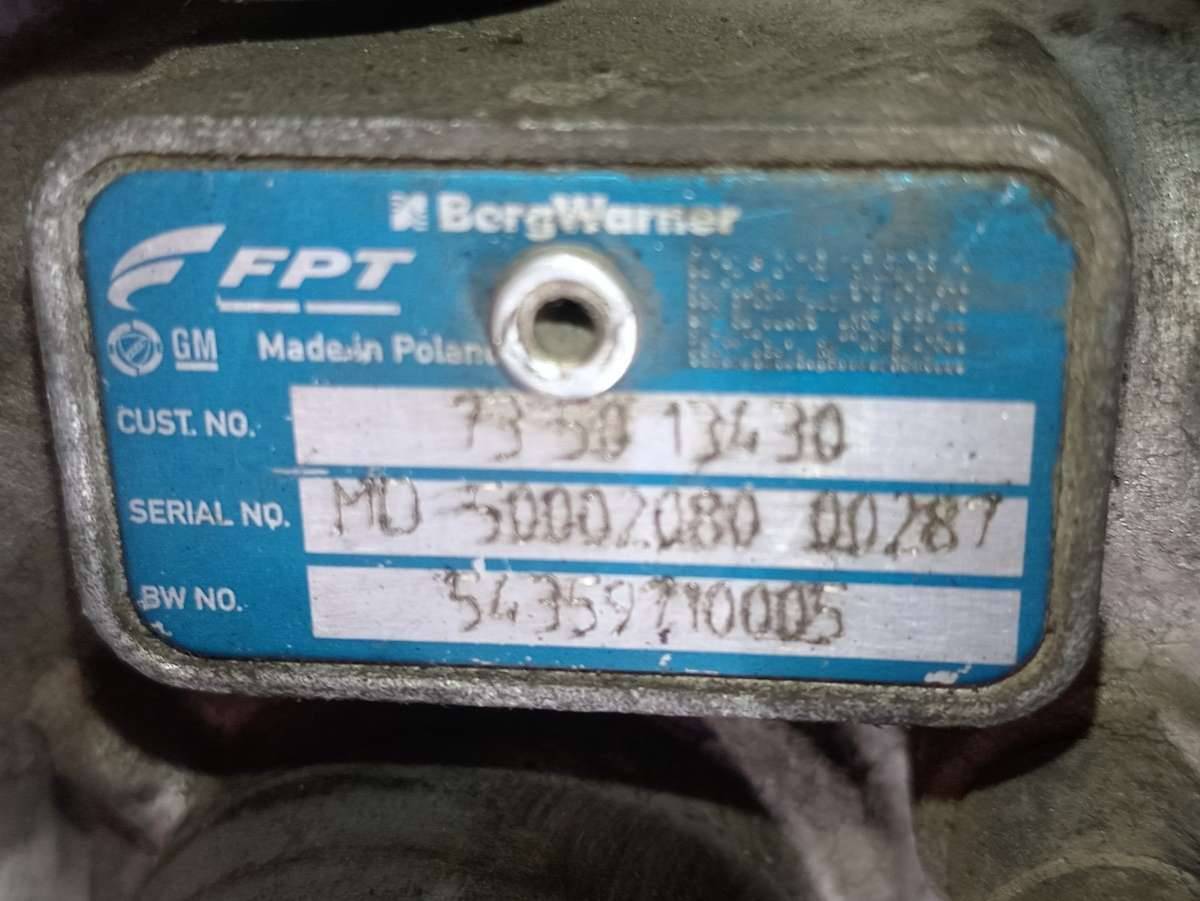 BorgWarner
FPT
GM
Made in Poland
CUST. NO. 73 50 13430
SERIAL NO. MD 50002080 00287
BW NO. 54359710005